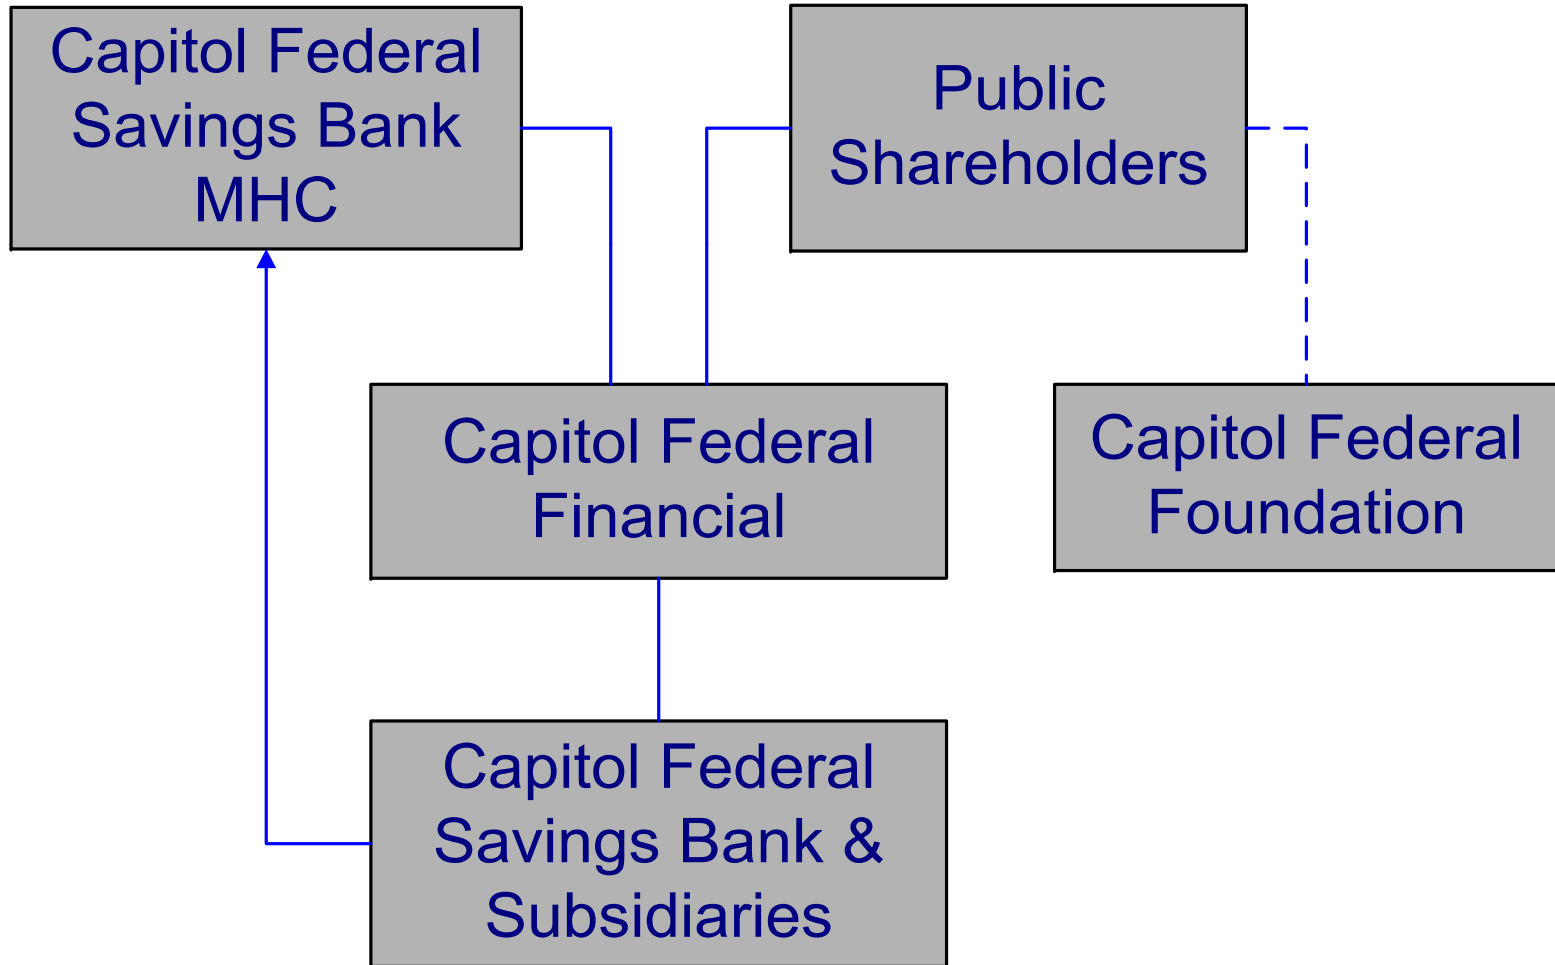 Capitol Federal
Savings Bank
MHC
Public
Shareholders
Capitol Federal
Financial
Capitol Federal
Foundation
Capitol Federal
Savings Bank &
Subsidiaries